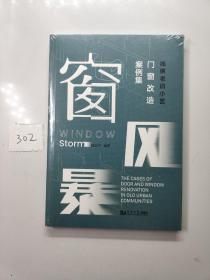 城镇老旧小区
门窗改造
案例集
窗
WINDOW
Storm
风
暴
THE CASES OF
DOOR AND WINDOW
RENOVATION
IN OLD URBAN
COMMUNITIES
302